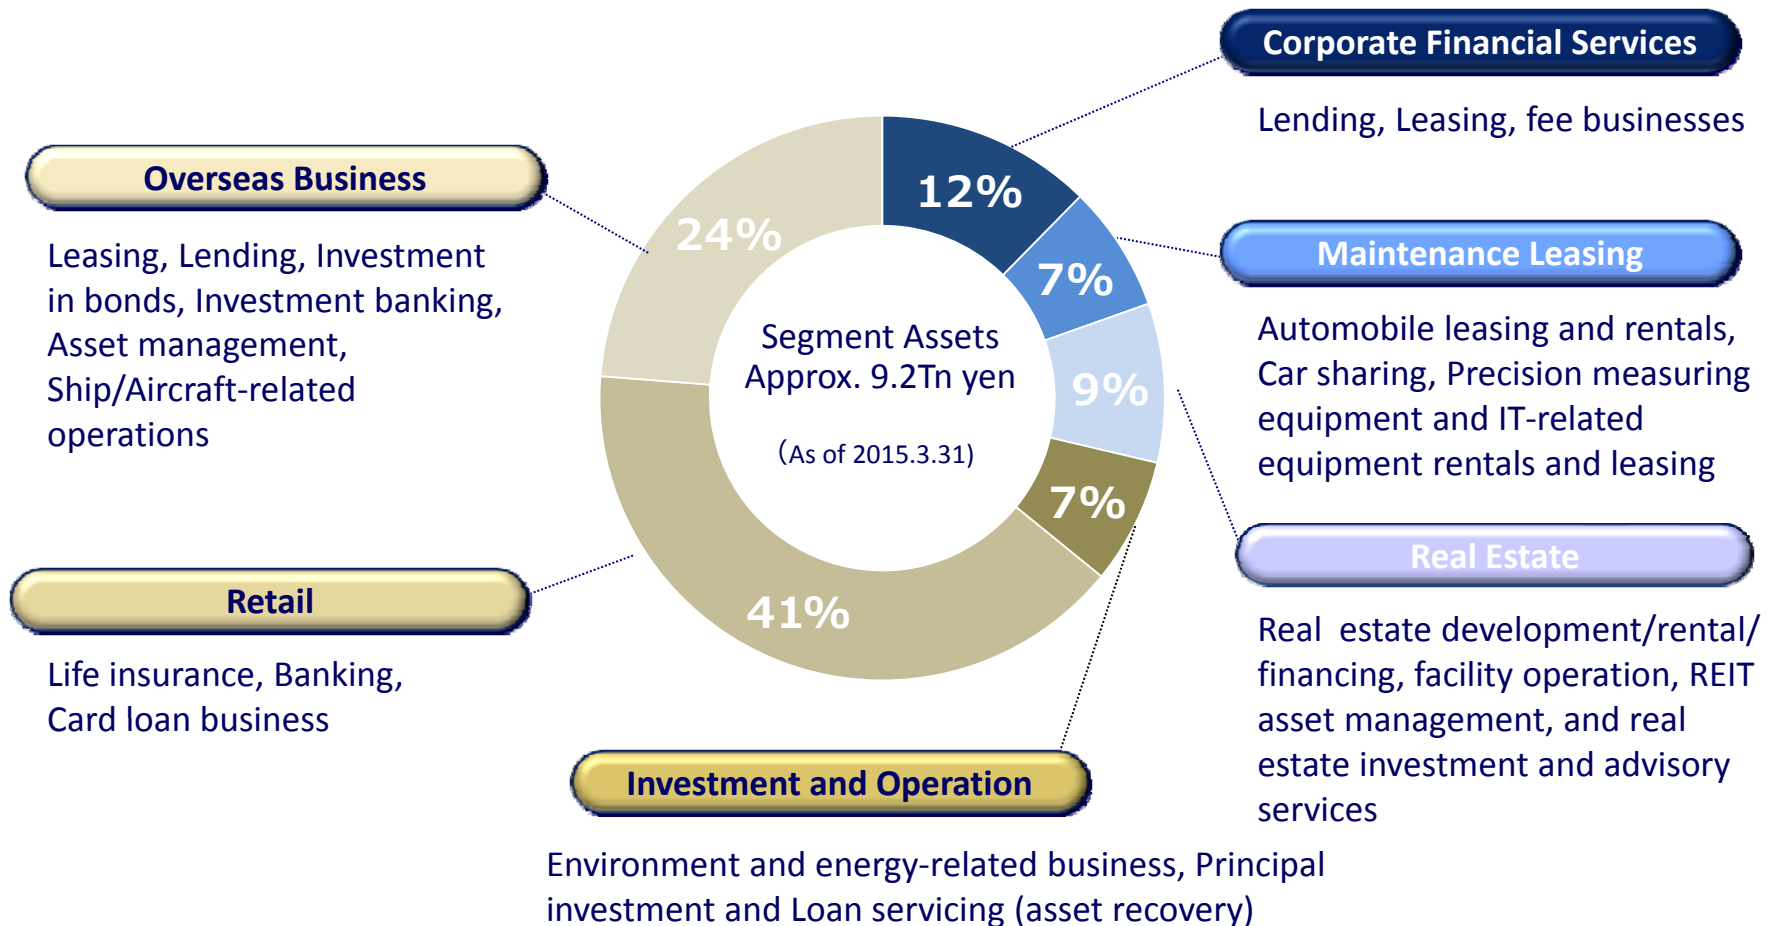 Corporate Financial Services
Lending, Leasing, fee businesses
Overseas Business
Leasing, Lending, Investment
in bonds, Investment banking,
Asset management,
Ship/Aircraft-related
operations
12%
24%
7%
9%
7%
41%
Segment Assets
Approx. 9.2Tn yen
（As of 2015.3.31)
Maintenance Leasing
Automobile leasing and rentals,
Car sharing, Precision measuring
equipment and IT-related
equipment rentals and leasing
Real Estate
Real estate development/rental/
financing, facility operation, REIT
asset management, and real
estate investment and advisory
services
Retail
Life insurance, Banking,
Card loan business
Investment and Operation
Environment and energy-related business, Principal
investment and Loan servicing (asset recovery)